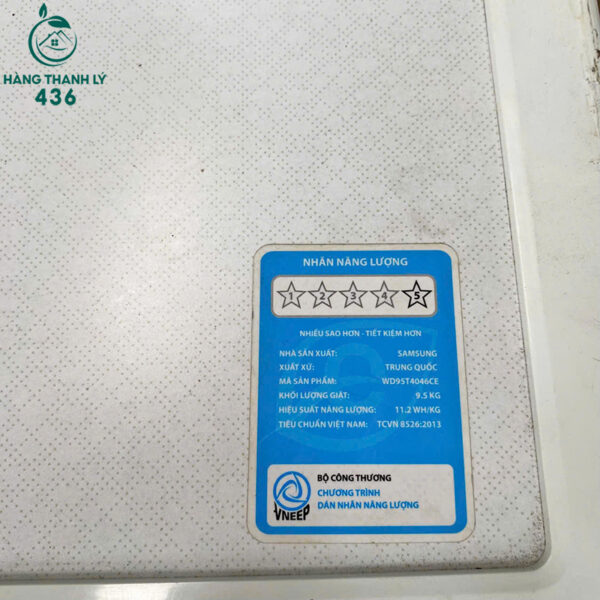 HÀNG THANH LÝ
436
NHÃN NĂNG LƯỢNG
1 2 3 4 5
NHIỀU SAO HƠN - TIẾT KIỆM HƠN
NHÀ SẢN XUẤT: SAMSUNG
XUẤT XỨ: TRUNG QUỐC
MÃ SẢN PHẨM: WD95T4046CE
KHỐI LƯỢNG GIẶT: 9.5 KG
HIỆU SUẤT NĂNG LƯỢNG: 11.2 WH/KG
TIÊU CHUẨN VIỆT NAM: TCVN 8526:2013
BỘ CÔNG THƯƠNG
CHƯƠNG TRÌNH
DÁN NHÃN NĂNG LƯỢNG
VNEEP